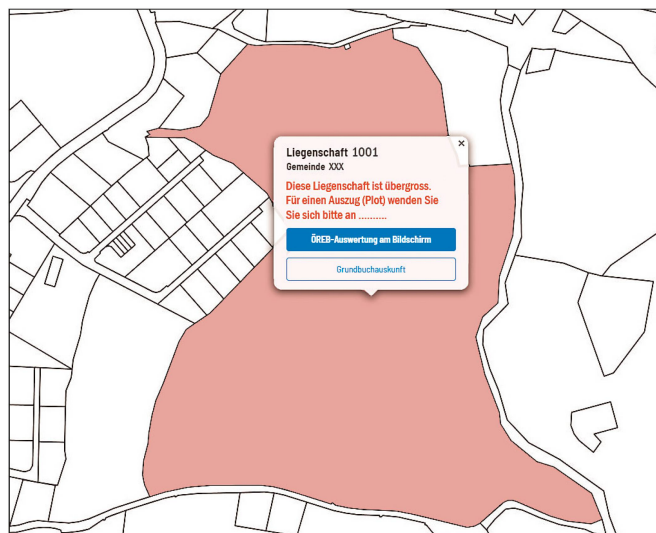 ×
Liegenschaft 1001
Gemeinde XXX
Diese Liegenschaft ist übergross.
Für einen Auszug (Plot) wenden Sie
Sie sich bitte an ..........
ÖREB-Auswertung am Bildschirm
Grundbuchauskunft